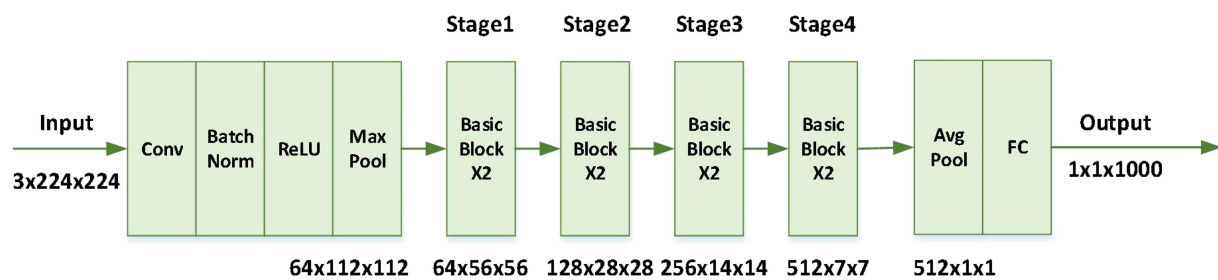 Stage1
Stage2
Stage3
Stage4
Input
3x224x224
Conv
Batch
Norm
ReLU
Max
Pool
Basic
Block
X2
Basic
Block
X2
Basic
Block
X2
Basic
Block
X2
Avg
Pool
FC
Output
1x1x1000
64x112x112
64x56x56
128x28x28
256x14x14
512x7x7
512x1x1